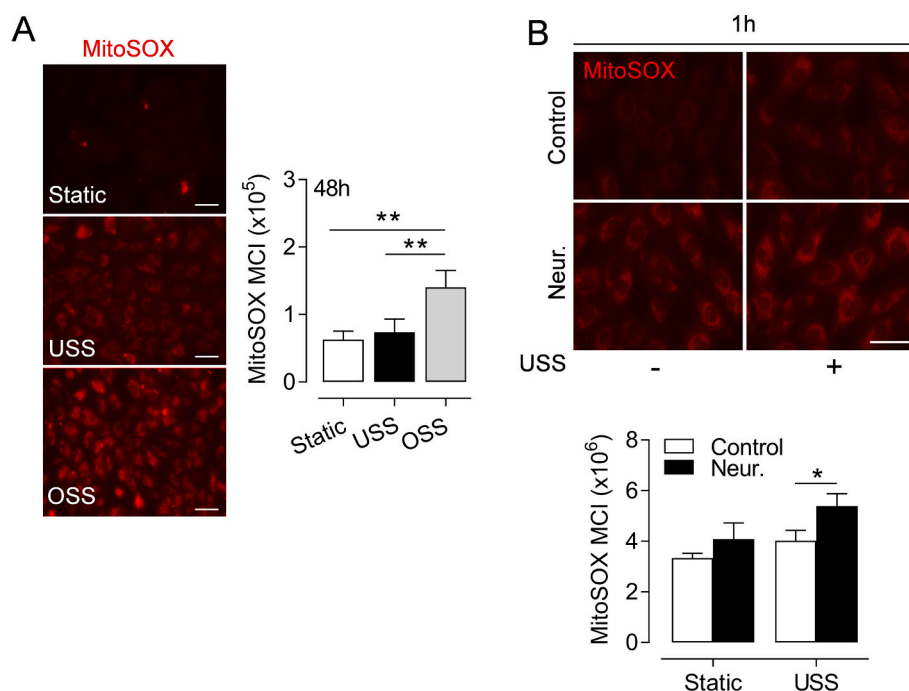 A
MitoSOX
Static
USS
OSS
MitoSOX MCI (x10⁵)
3
2
1
0
48h
**
**
Static
USS
OSS
B
1h
MitoSOX
Control
Neur.
USS
-
+
MitoSOX MCI (x10⁶)
8
6
4
2
0
Control
Neur.
*
Static
USS